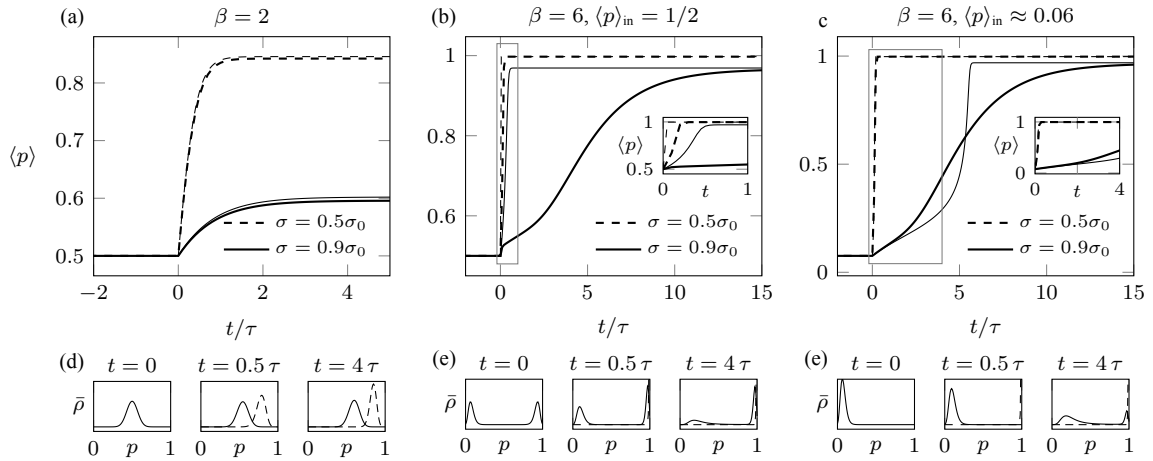 (a) β = 2
(b) β = 6, ⟨p⟩in = 1/2
c β = 6, ⟨p⟩in ≈ 0.06
⟨p⟩
0.8
0.7
0.6
0.5
−2 0 2 4
t/τ
σ = 0.5σ0
σ = 0.9σ0
1
0.8
0.6
0 5 10 15
t/τ
1
⟨p⟩
0.5
0 t 1
σ = 0.5σ0
σ = 0.9σ0
1
0.5
0
0 5 10 15
t/τ
1
⟨p⟩
0
0 t 4
σ = 0.5σ0
σ = 0.9σ0
(d) t = 0 t = 0.5 τ t = 4 τ
ρ̄
0 p 1 0 p 1 0 p 1
(e) t = 0 t = 0.5 τ t = 4 τ
ρ̄
0 p 1 0 p 1 0 p 1
(e) t = 0 t = 0.5 τ t = 4 τ
ρ̄
0 p 1 0 p 1 0 p 1